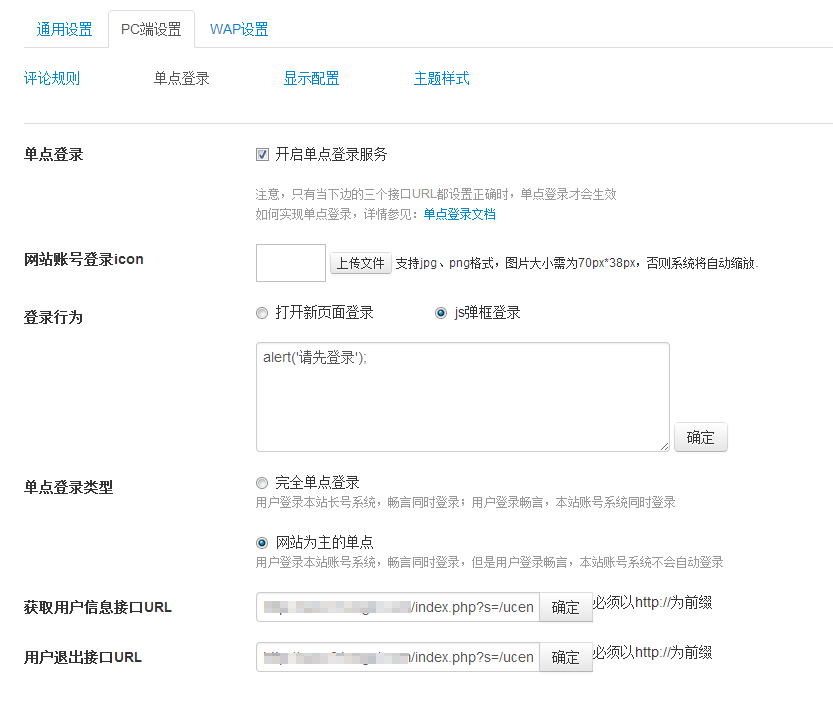 通用设置 PC端设置 WAP设置
评论规则 单点登录 显示配置 主题样式
单点登录 开启单点登录服务
注意，只有当下边的三个接口URL都设置正确时，单点登录才会生效
如何实现单点登录，详情参见：单点登录文档
网站账号登录icon 上传文件 支持jpg、png格式，图片大小需为70px*38px，否则系统将自动缩放.
登录行为 打开新页面登录 js弹框登录
alert('请先登录');
确定
单点登录类型 完全单点登录
用户登录本站长号系统，畅言同时登录；用户登录畅言，本站账号系统同时登录
网站为主的单点
用户登录本站账号系统，畅言同时登录，但是用户登录畅言，本站账号系统不会自动登录
获取用户信息接口URL /index.php?s=/ucen 确定 必须以http://为前缀
用户退出接口URL /index.php?s=/ucen 确定 必须以http://为前缀